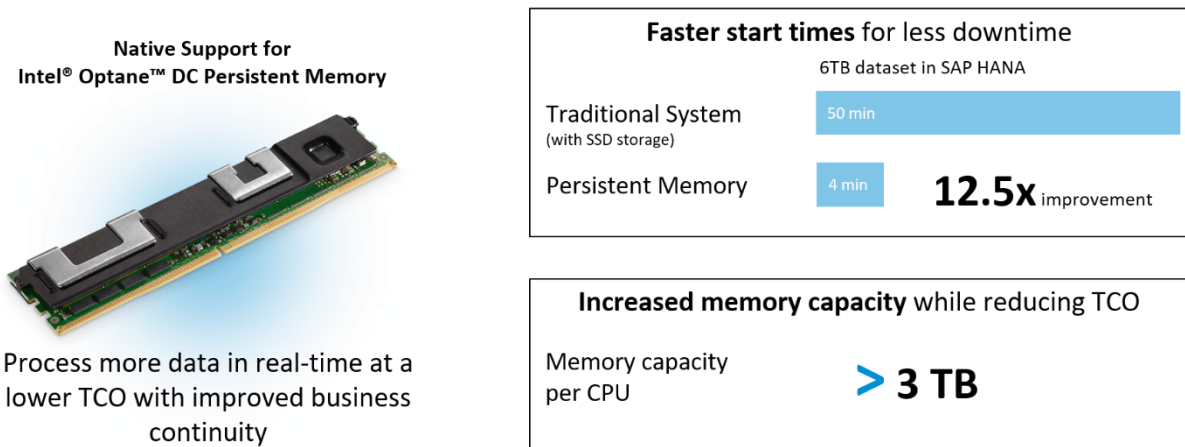 Native Support for
Intel® Optane™ DC Persistent Memory
Process more data in real-time at a
lower TCO with improved business
continuity
Faster start times for less downtime
6TB dataset in SAP HANA
Traditional System
50 min
(with SSD storage)
Persistent Memory
4 min
12.5x improvement
Increased memory capacity while reducing TCO
Memory capacity
per CPU
> 3 TB